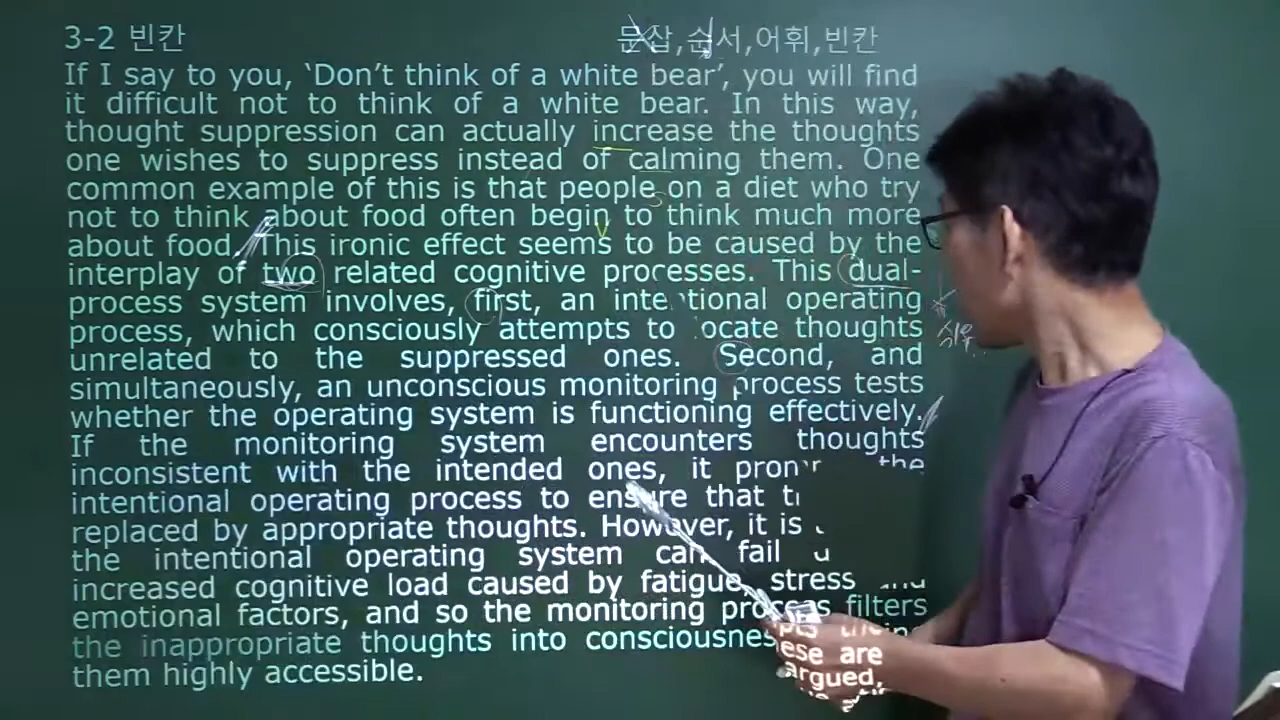 3-2 빈칸
문삽,순서,어휘,빈칸
If I say to you, ‘Don’t think of a white bear’, you will find
it difficult not to think of a white bear. In this way,
thought suppression can actually increase the thoughts
one wishes to suppress instead of calming them. One
common example of this is that people on a diet who try
not to think about food often begin to think much more
about food. This ironic effect seems to be caused by the
interplay of two related cognitive processes. This dual-
process system involves, first, an intentional operating
process, which consciously attempts to locate thoughts
unrelated to the suppressed ones. Second, and
simultaneously, an unconscious monitoring process tests
whether the operating system is functioning effectively.
If the monitoring system encounters thoughts
inconsistent with the intended ones, it the
intentional operating process to ensure that
replaced by appropriate thoughts. However, it is
the intentional operating system can fail
increased cognitive load caused by fatigue, stress and
emotional factors, and so the monitoring process filters
the inappropriate thoughts into consciousness
them highly accessible.
ese are
argued,